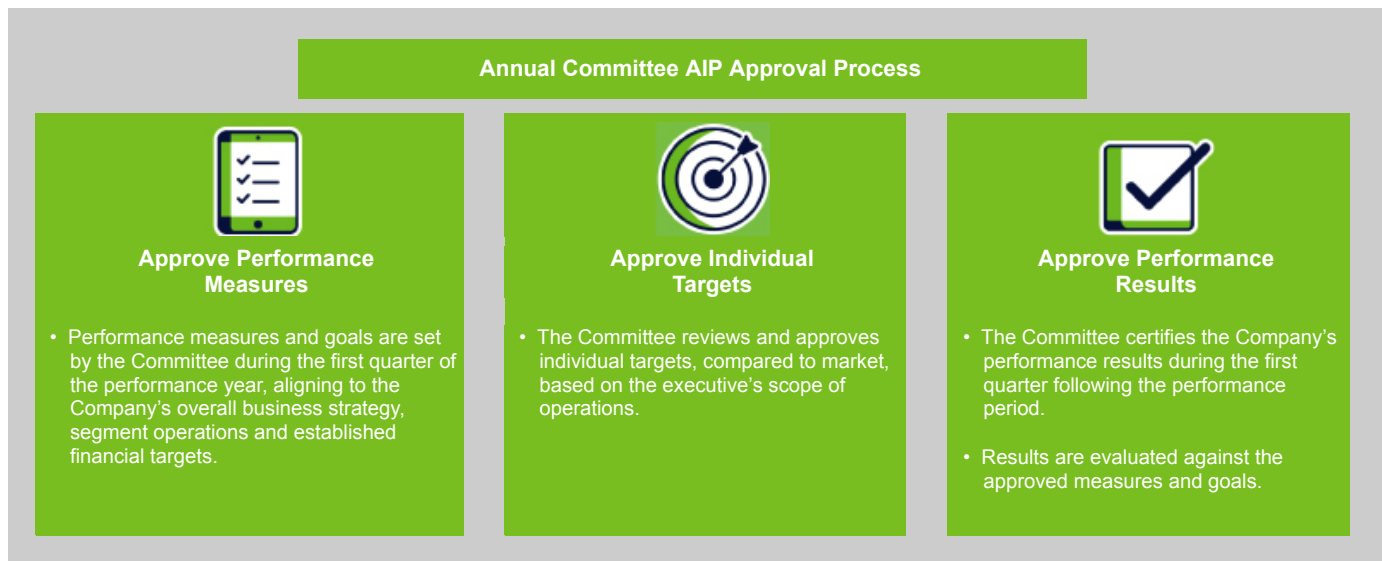 Annual Committee AIP Approval Process
Approve Performance
Measures
• Performance measures and goals are set
by the Committee during the first quarter of
the performance year, aligning to the
Company’s overall business strategy,
segment operations and established
financial targets.
Approve Individual
Targets
• The Committee reviews and approves
individual targets, compared to market,
based on the executive’s scope of
operations.
Approve Performance
Results
• The Committee certifies the Company’s
performance results during the first
quarter following the performance
period.
• Results are evaluated against the
approved measures and goals.